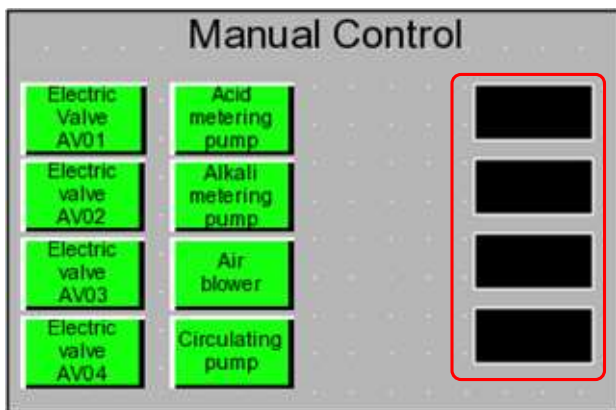 Manual Control
Electric
Valve
AV01
Acid
metering
pump
Electric
valve
AV02
Alkali
metering
pump
Electric
valve
AV03
Air
blower
Electric
valve
AV04
Circulating
pump